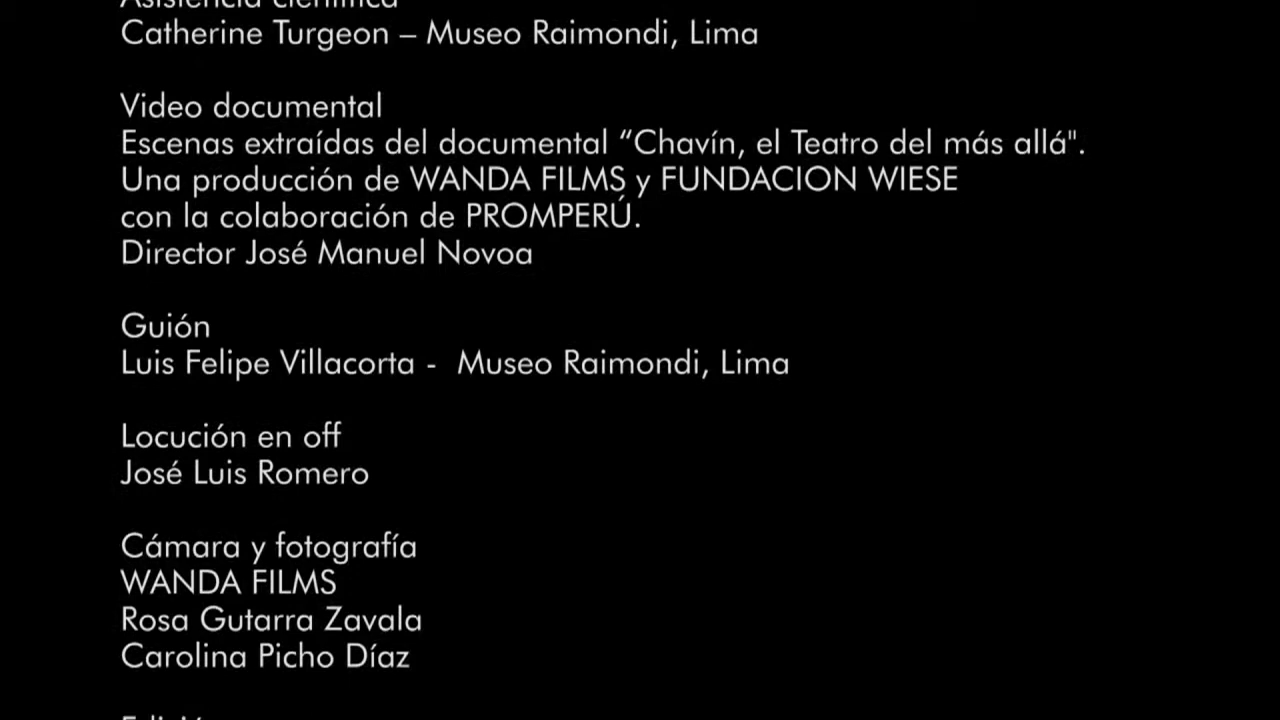 Asistencia científica
Catherine Turgeon – Museo Raimondi, Lima
Video documental
Escenas extraídas del documental “Chavín, el Teatro del más allá".
Una producción de WANDA FILMS y FUNDACION WIESE
con la colaboración de PROMPERÚ.
Director José Manuel Novoa
Guión
Luis Felipe Villacorta -  Museo Raimondi, Lima
Locución en off
José Luis Romero
Cámara y fotografía
WANDA FILMS
Rosa Gutarra Zavala
Carolina Picho Díaz